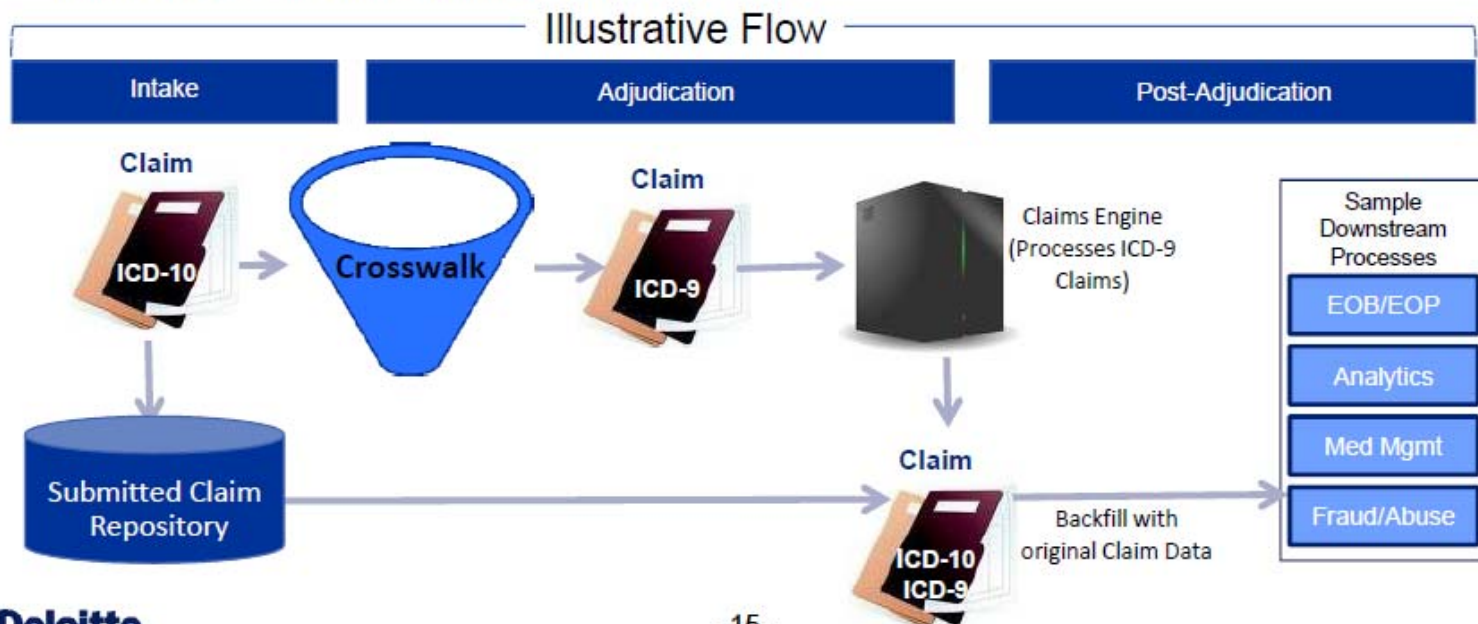 Illustrative Flow
Intake
Adjudication
Post-Adjudication
Claim
ICD-10
Crosswalk
Claim
ICD-9
Claims Engine
(Processes ICD-9
Claims)
Sample
Downstream
Processes
EOB/EOP
Analytics
Med Mgmt
Fraud/Abuse
Submitted Claim
Repository
Claim
ICD-10
ICD-9
Backfill with
original Claim Data
Deloitte
15